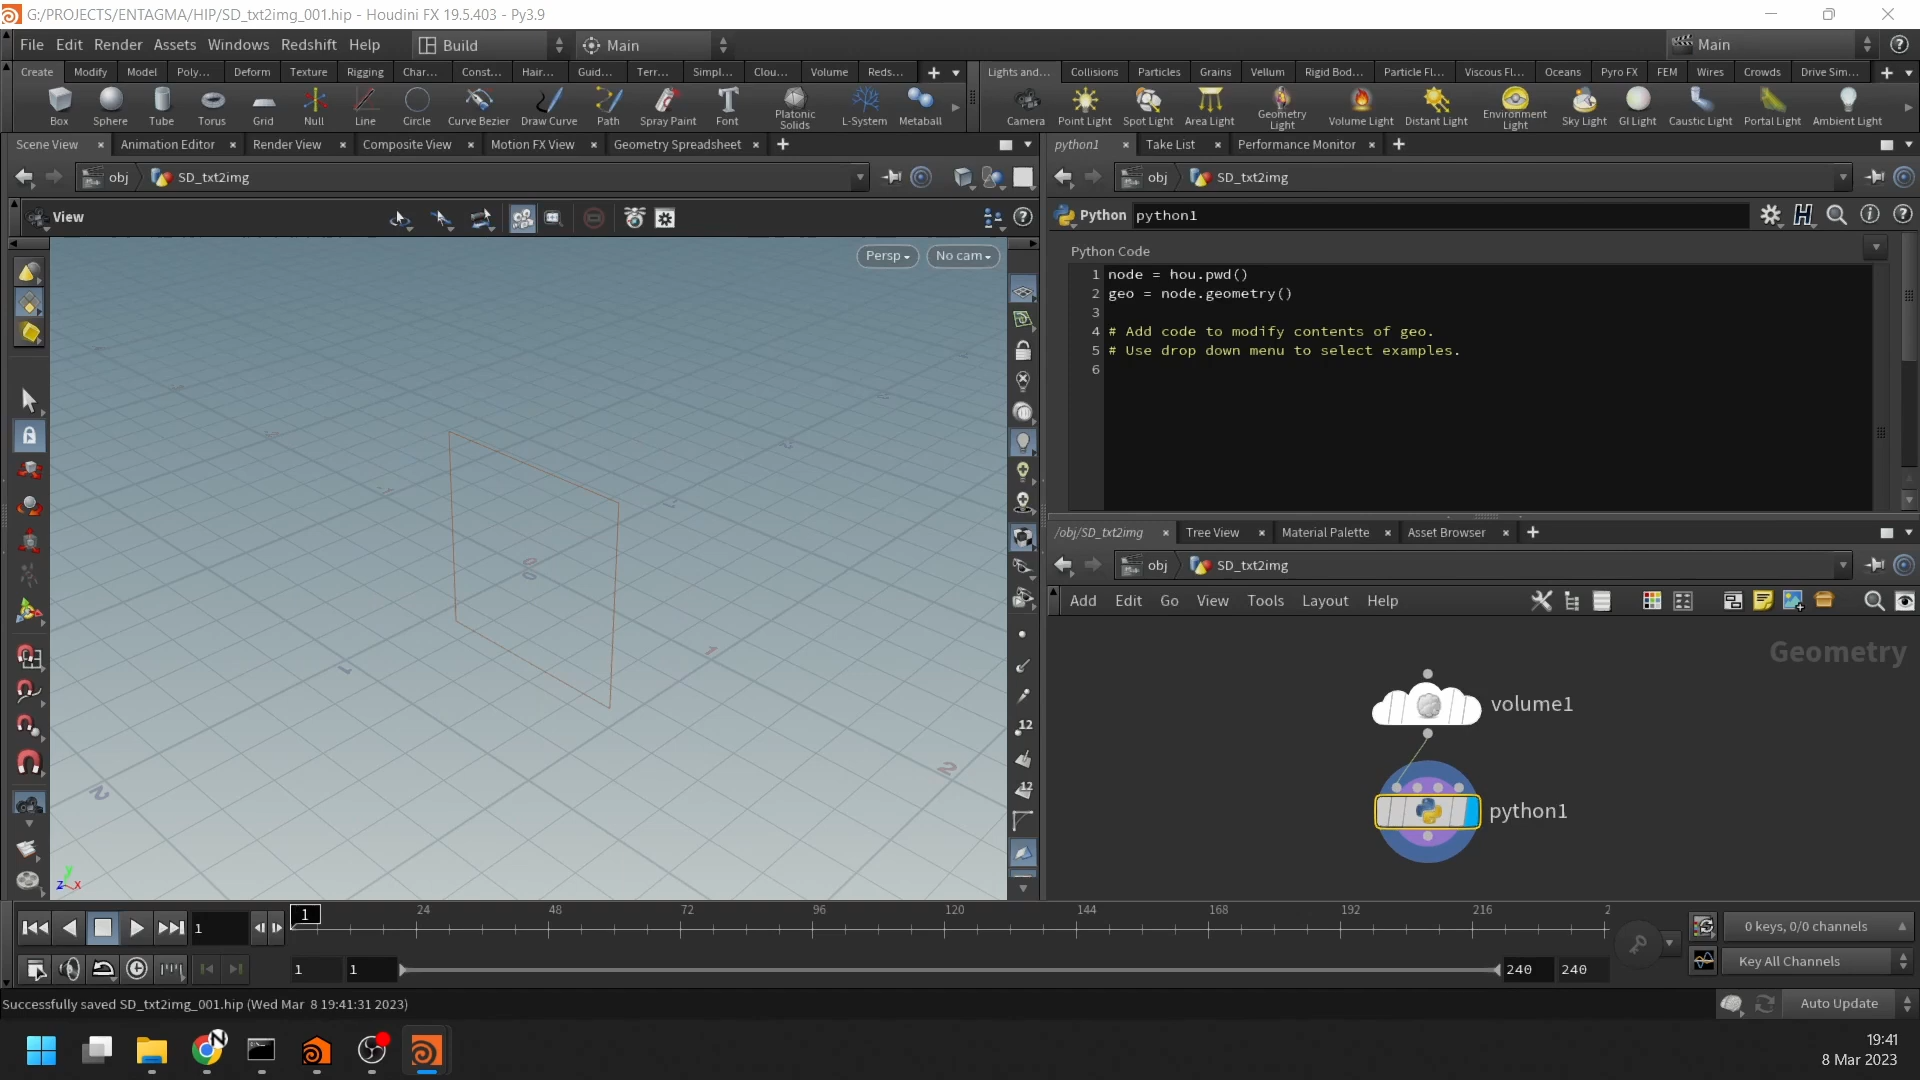 G:/PROJECTS/ENTAGMA/HIP/SD_txt2img_001.hip - Houdini FX 19.5.403 - Py3.9
File Edit Render Assets Windows Redshift Help Build Main Main
Create Modify Model Poly... Deform Texture Rigging Char... Const... Hair... Guid... Terr... Simpl... Clou... Volume Reds... Lights and... Collisions Particles Grains Vellum Rigid Bod... Particle Fl... Viscous Fl... Oceans Pyro FX FEM Wires Crowds Drive Sim...
Box Sphere Tube Torus Grid Null Line Circle Curve Bezier Draw Curve Path Spray Paint Font Platonic Solids L-System Metaball Camera Point Light Spot Light Area Light Geometry Light Volume Light Distant Light Environment Light Sky Light GI Light Caustic Light Portal Light Ambient Light
Scene View Animation Editor Render View Composite View Motion FX View Geometry Spreadsheet python1 Take List Performance Monitor
obj SD_txt2img obj SD_txt2img
View Python python1
Persp No cam
Python Code
1 node = hou.pwd()
2 geo = node.geometry()
3
4 # Add code to modify contents of geo.
5 # Use drop down menu to select examples.
6
/obj/SD_txt2img Tree View Material Palette Asset Browser
obj SD_txt2img
Add Edit Go View Tools Layout Help
Geometry
volume1
python1
12
12
1
2
2
z x y
1 1 24 48 72 96 120 144 168 192 216 2 0 keys, 0/0 channels
1 1 240 240 Key All Channels
Successfully saved SD_txt2img_001.hip (Wed Mar 8 19:41:31 2023) Auto Update
19:41
8 Mar 2023